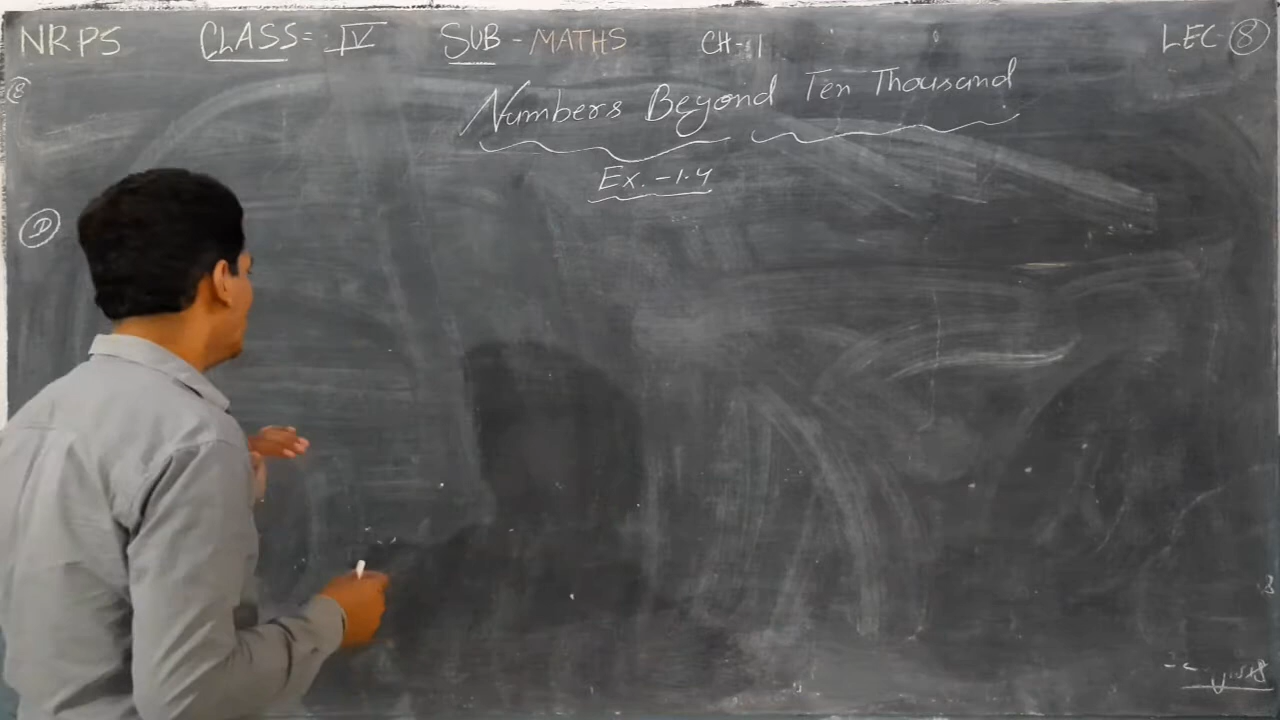 NRPS CLASS= IV SUB - MATHS CH-1 LEC 8
Numbers Beyond Ten Thousand
Ex. -1.4
D